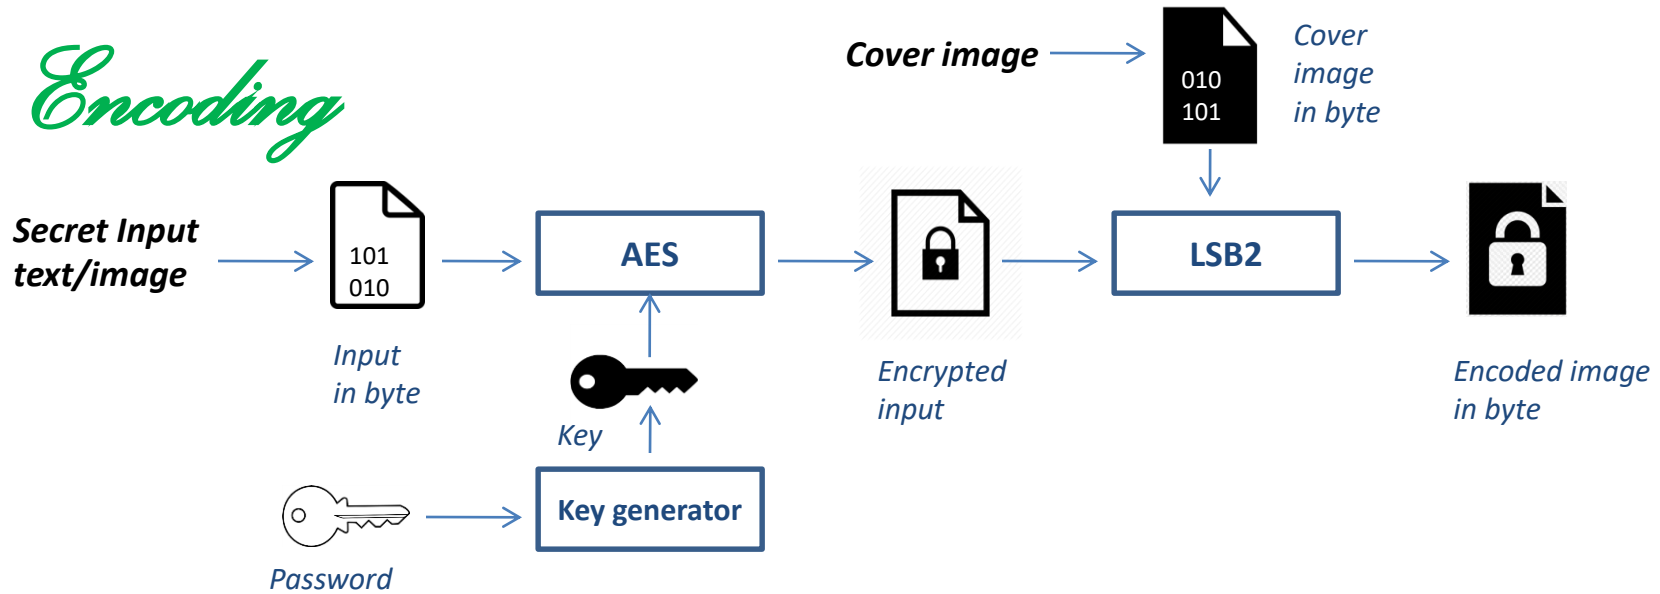 Encoding
Cover image
010
101
Cover
image
in byte
Secret Input
text/image
101
010
Input
in byte
AES
Encrypted
input
LSB2
Encoded image
in byte
Key
Key generator
Password